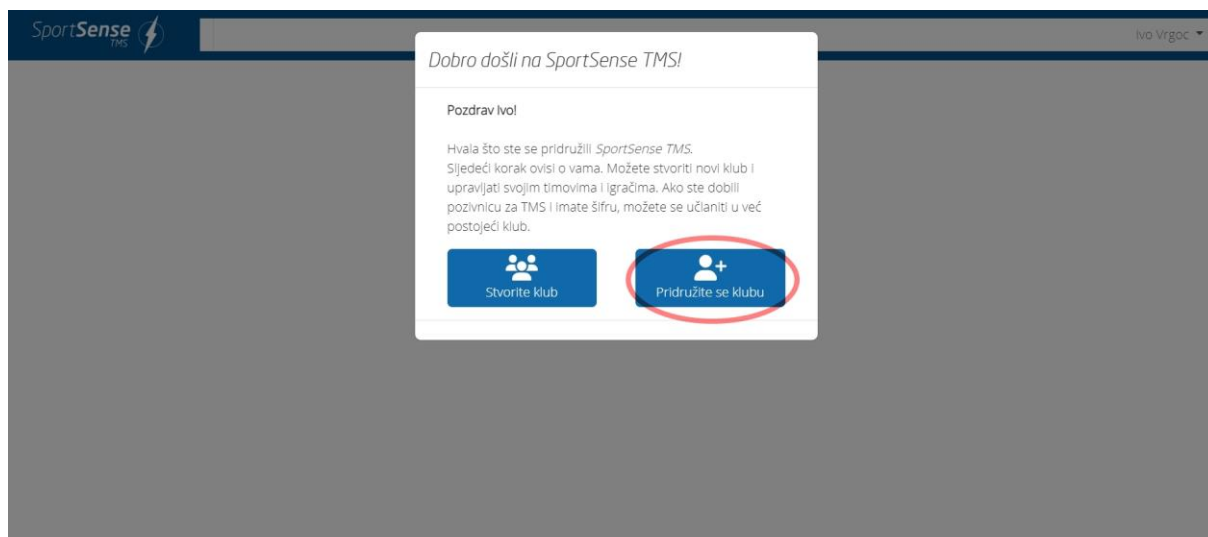 SportSense
TMS
Ivo Vrgoc
Dobro došli na SportSense TMS!
Pozdrav Ivo!
Hvala što ste se pridružili SportSense TMS.
Sljedeći korak ovisi o vama. Možete stvoriti novi klub i
upravljati svojim timovima i igračima. Ako ste dobili
pozivnicu za TMS i imate šifru, možete se učlaniti u već
postojeći klub.
Stvorite klub
Pridružite se klubu